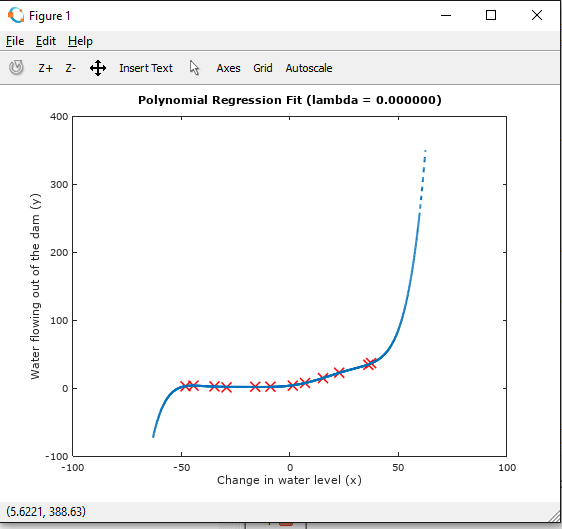 Figure 1
File Edit Help
Z+ Z- Insert Text Axes Grid Autoscale
Polynomial Regression Fit (lambda = 0.000000)
400
300
200
100
0
-100
Water flowing out of the dam (y)
-100 -50 0 50 100
Change in water level (x)
(5.6221, 388.63)